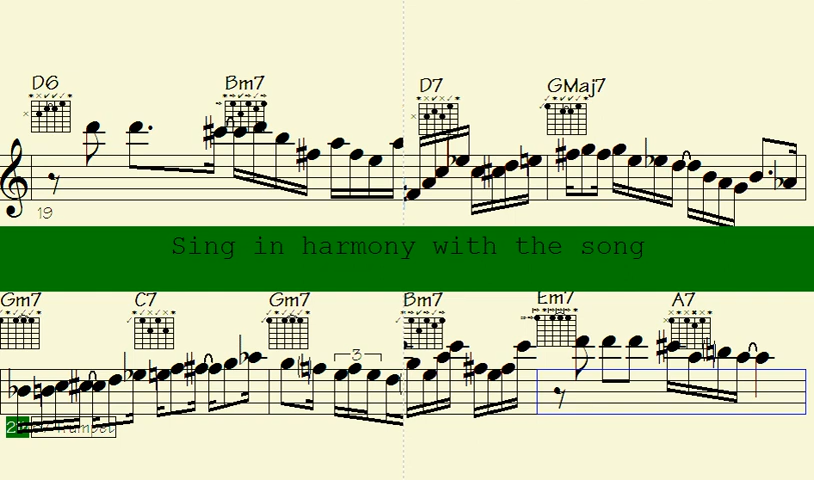 D6 Bm7 D7 GMaj7
19
Sing in harmony with the song
Gm7 C7 Gm7 Bm7 Em7 A7
3